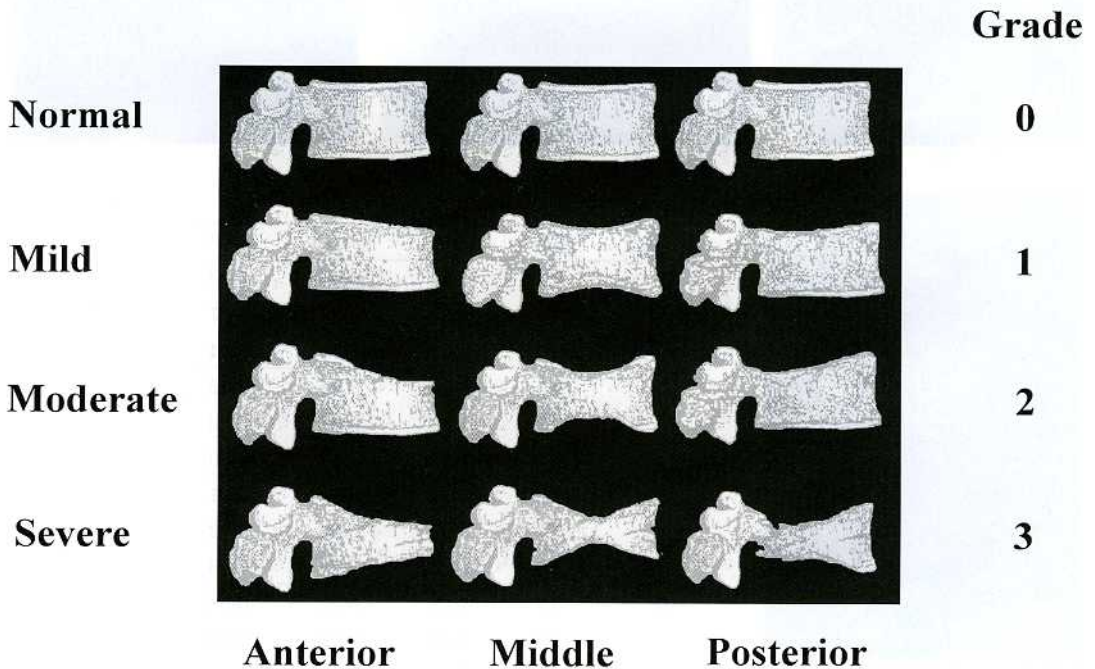 Grade
Normal 0
Mild 1
Moderate 2
Severe 3
Anterior Middle Posterior